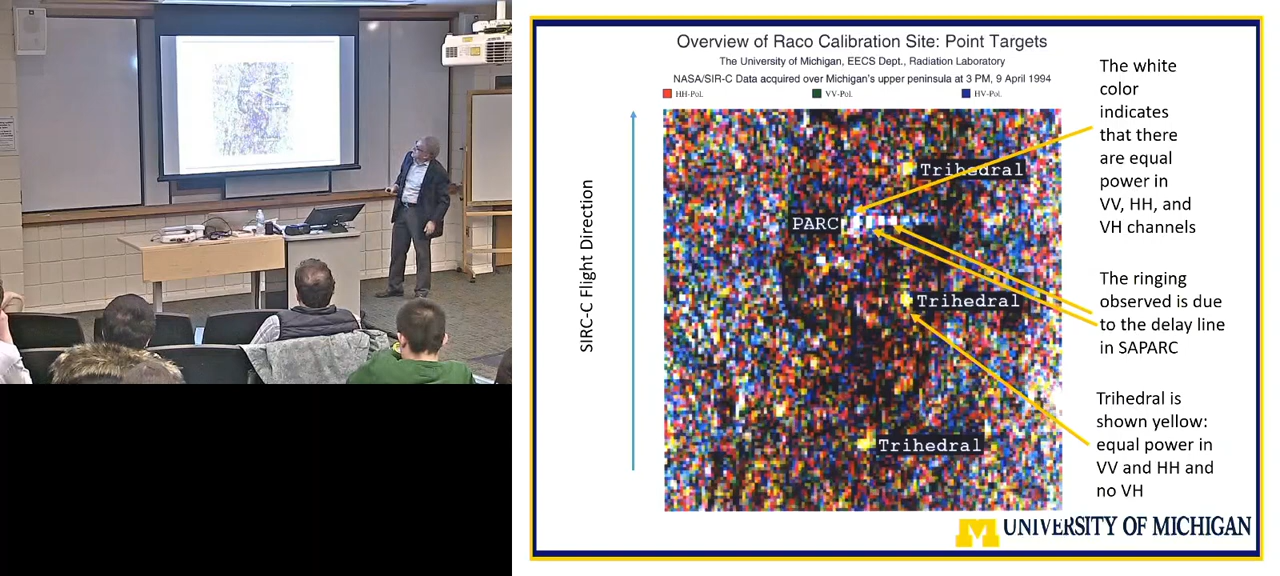 Overview of Raco Calibration Site: Point Targets
The University of Michigan, EECS Dept., Radiation Laboratory
NASA/SIR-C Data acquired over Michigan's upper peninsula at 3 PM, 9 April 1994
HH-Pol. VV-Pol. HV-Pol.
SIRC-C Flight Direction
Trihedral
PARC
Trihedral
Trihedral
The white
color
indicates
that there
are equal
power in
VV, HH, and
VH channels
The ringing
observed is due
to the delay line
in SAPARC
Trihedral is
shown yellow:
equal power in
VV and HH and
no VH
UNIVERSITY OF MICHIGAN